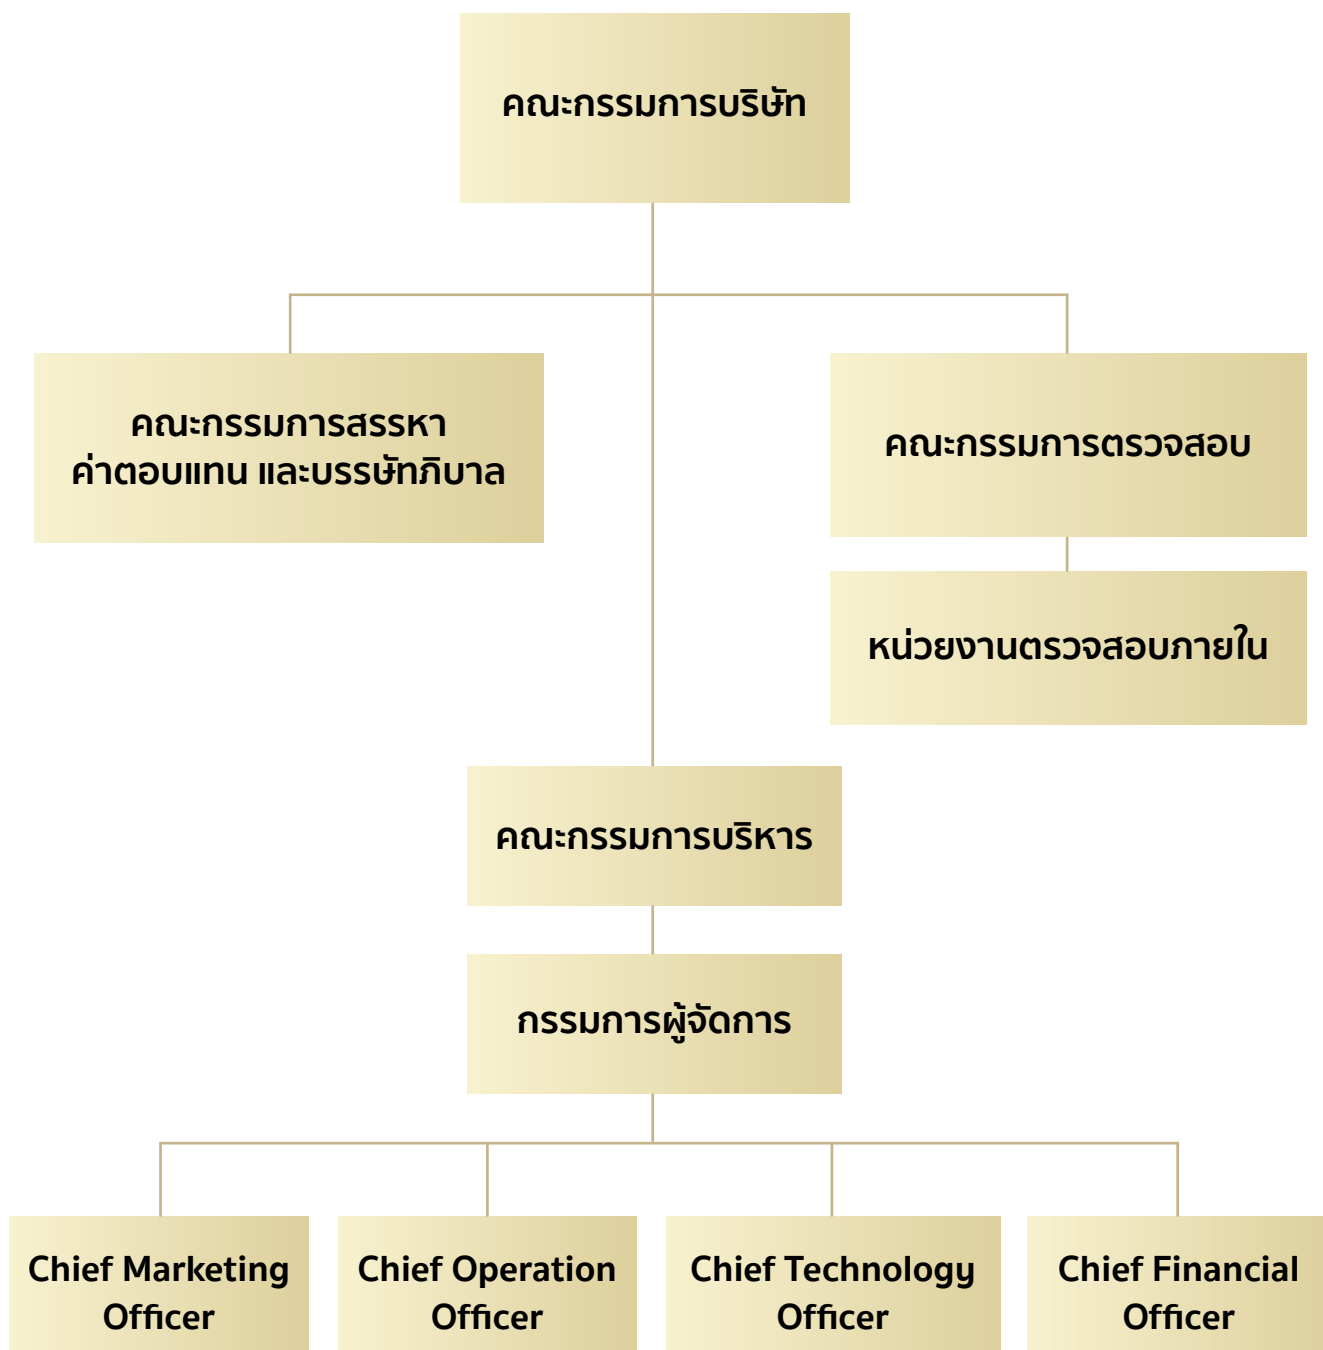 คณะกรรมการบริษัท
คณะกรรมการสรรหา
ค่าตอบแทน และบรรษัทภิบาล
คณะกรรมการตรวจสอบ
หน่วยงานตรวจสอบภายใน
คณะกรรมการบริหาร
กรรมการผู้จัดการ
Chief Marketing
Officer
Chief Operation
Officer
Chief Technology
Officer
Chief Financial
Officer